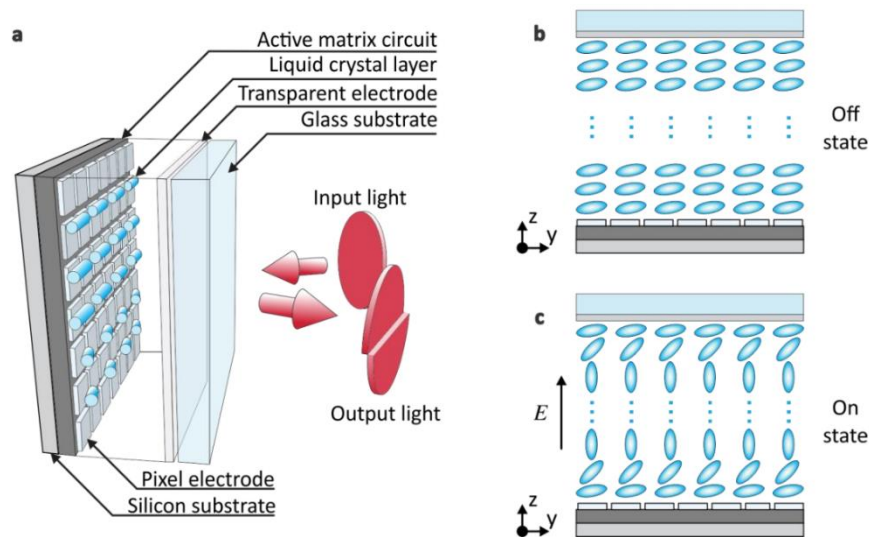 a
Active matrix circuit
Liquid crystal layer
Transparent electrode
Glass substrate
Input light
Output light
Pixel electrode
Silicon substrate
b
Off
state
z
y
c
E
On
state
z
y